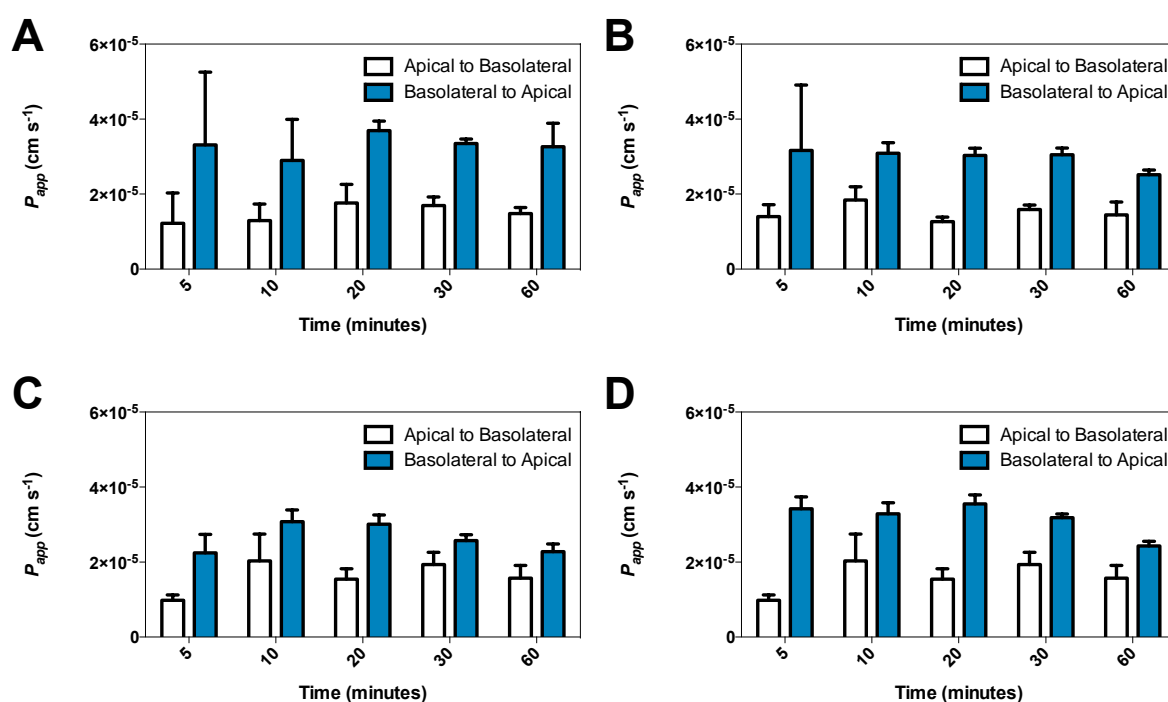 A
6×10⁻⁵
4×10⁻⁵
2×10⁻⁵
0
Papp (cm s⁻¹)
Apical to Basolateral
Basolateral to Apical
5
10
20
30
60
Time (minutes)
B
6×10⁻⁵
4×10⁻⁵
2×10⁻⁵
0
Papp (cm s⁻¹)
Apical to Basolateral
Basolateral to Apical
5
10
20
30
60
Time (minutes)
C
6×10⁻⁵
4×10⁻⁵
2×10⁻⁵
0
Papp (cm s⁻¹)
Apical to Basolateral
Basolateral to Apical
5
10
20
30
60
Time (minutes)
D
6×10⁻⁵
4×10⁻⁵
2×10⁻⁵
0
Papp (cm s⁻¹)
Apical to Basolateral
Basolateral to Apical
5
10
20
30
60
Time (minutes)